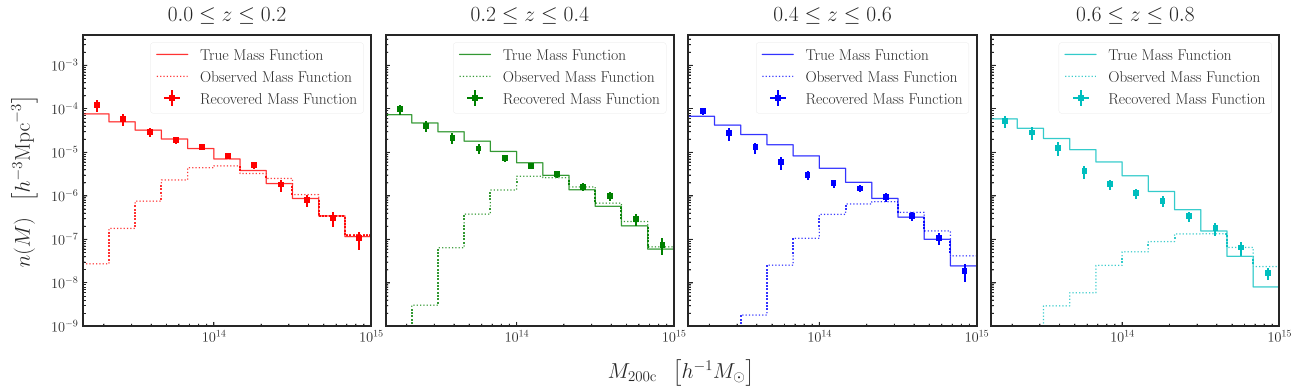 0.0 ≤ z ≤ 0.2
0.2 ≤ z ≤ 0.4
0.4 ≤ z ≤ 0.6
0.6 ≤ z ≤ 0.8
True Mass Function
Observed Mass Function
Recovered Mass Function
True Mass Function
Observed Mass Function
Recovered Mass Function
True Mass Function
Observed Mass Function
Recovered Mass Function
True Mass Function
Observed Mass Function
Recovered Mass Function
n(M) [h⁻³Mpc⁻³]
10⁻³
10⁻⁴
10⁻⁵
10⁻⁶
10⁻⁷
10⁻⁸
10⁻⁹
10¹⁴
10¹⁵
10¹⁴
10¹⁵
10¹⁴
10¹⁵
10¹⁴
10¹⁵
M₂₀₀c [h⁻¹M⊙]